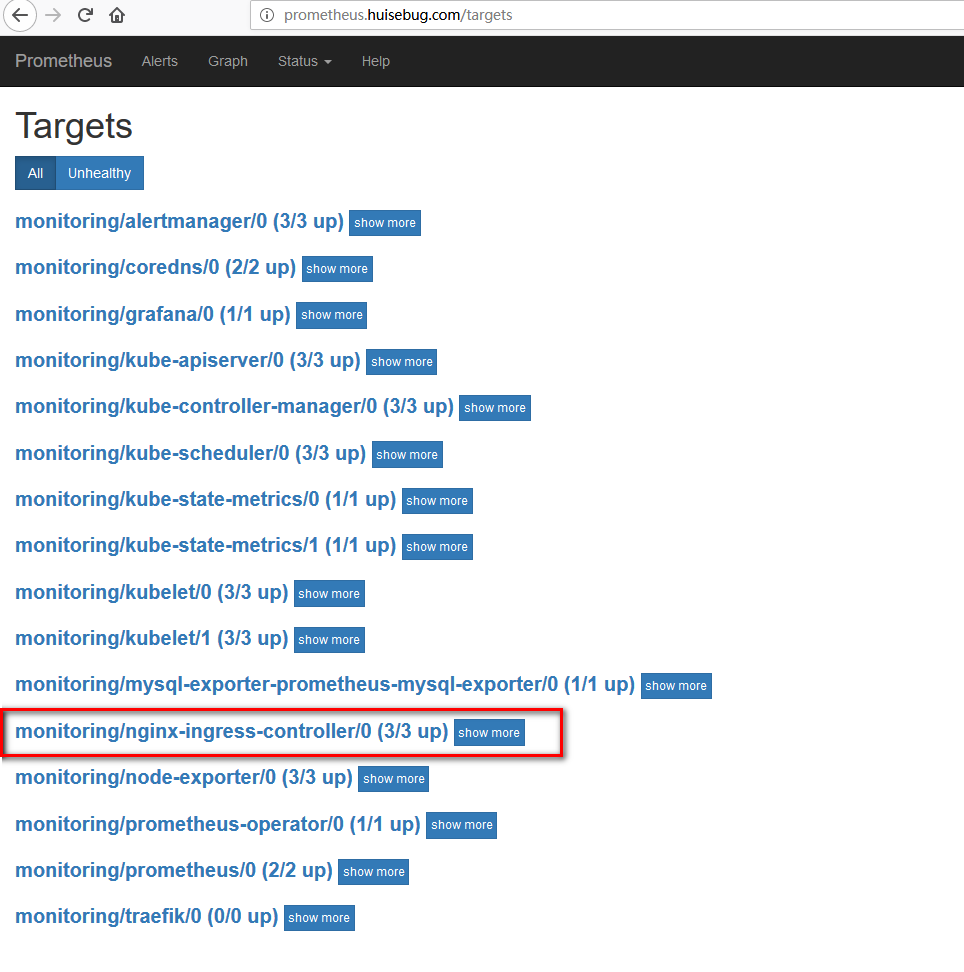 prometheus.huisebug.com/targets
Prometheus Alerts Graph Status Help
Targets
All Unhealthy
monitoring/alertmanager/0 (3/3 up) show more
monitoring/coredns/0 (2/2 up) show more
monitoring/grafana/0 (1/1 up) show more
monitoring/kube-apiserver/0 (3/3 up) show more
monitoring/kube-controller-manager/0 (3/3 up) show more
monitoring/kube-scheduler/0 (3/3 up) show more
monitoring/kube-state-metrics/0 (1/1 up) show more
monitoring/kube-state-metrics/1 (1/1 up) show more
monitoring/kubelet/0 (3/3 up) show more
monitoring/kubelet/1 (3/3 up) show more
monitoring/mysql-exporter-prometheus-mysql-exporter/0 (1/1 up) show more
monitoring/nginx-ingress-controller/0 (3/3 up) show more
monitoring/node-exporter/0 (3/3 up) show more
monitoring/prometheus-operator/0 (1/1 up) show more
monitoring/prometheus/0 (2/2 up) show more
monitoring/traefik/0 (0/0 up) show more